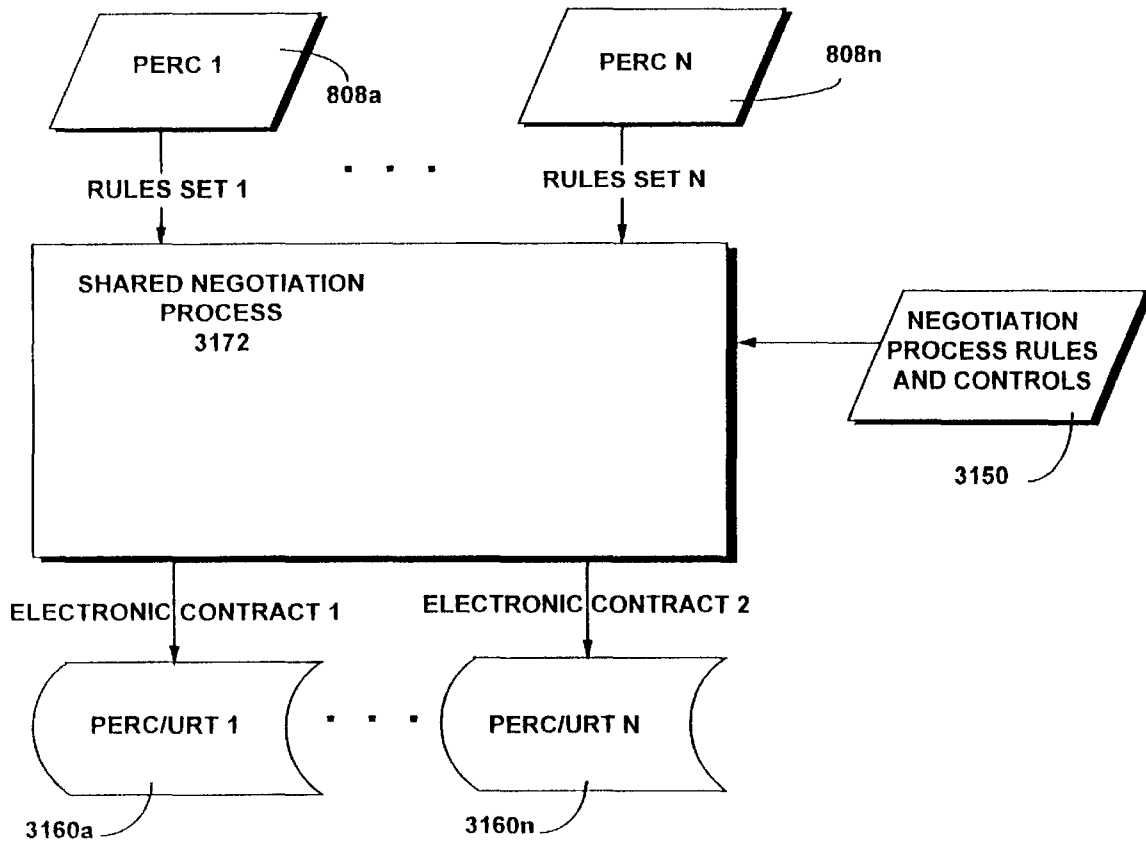 PERC 1
808a
PERC N
808n
RULES SET 1
RULES SET N
SHARED NEGOTIATION
PROCESS
3172
NEGOTIATION
PROCESS RULES
AND CONTROLS
3150
ELECTRONIC CONTRACT 1
ELECTRONIC CONTRACT 2
PERC/URT 1
PERC/URT N
3160a
3160n